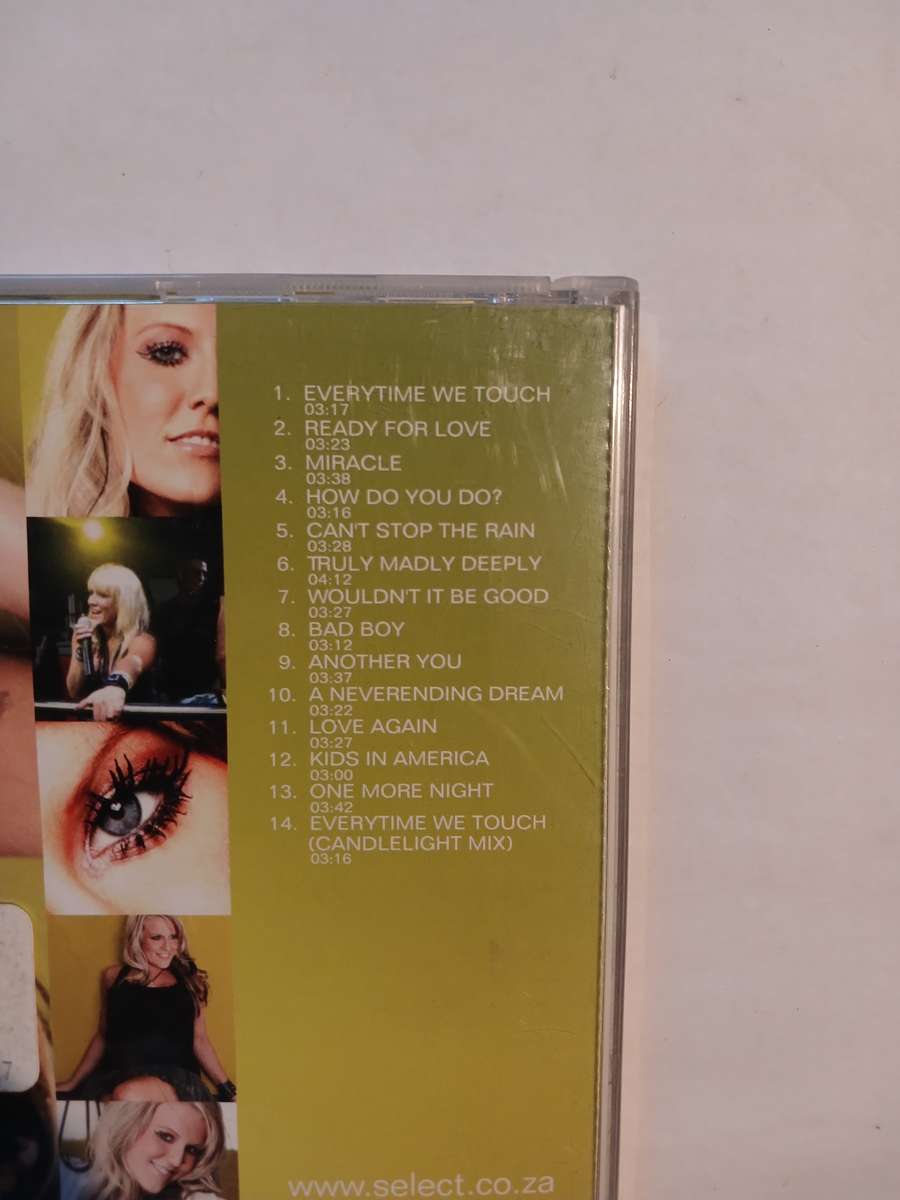 1. EVERYTIME WE TOUCH
03:17
2. READY FOR LOVE
03:23
3. MIRACLE
03:38
4. HOW DO YOU DO?
03:16
5. CAN'T STOP THE RAIN
03:28
6. TRULY MADLY DEEPLY
04:12
7. WOULDN'T IT BE GOOD
03:27
8. BAD BOY
03:12
9. ANOTHER YOU
03:37
10. A NEVERENDING DREAM
03:22
11. LOVE AGAIN
03:27
12. KIDS IN AMERICA
03:00
13. ONE MORE NIGHT
03:42
14. EVERYTIME WE TOUCH
(CANDLELIGHT MIX)
03:16
7
www.select.co.za